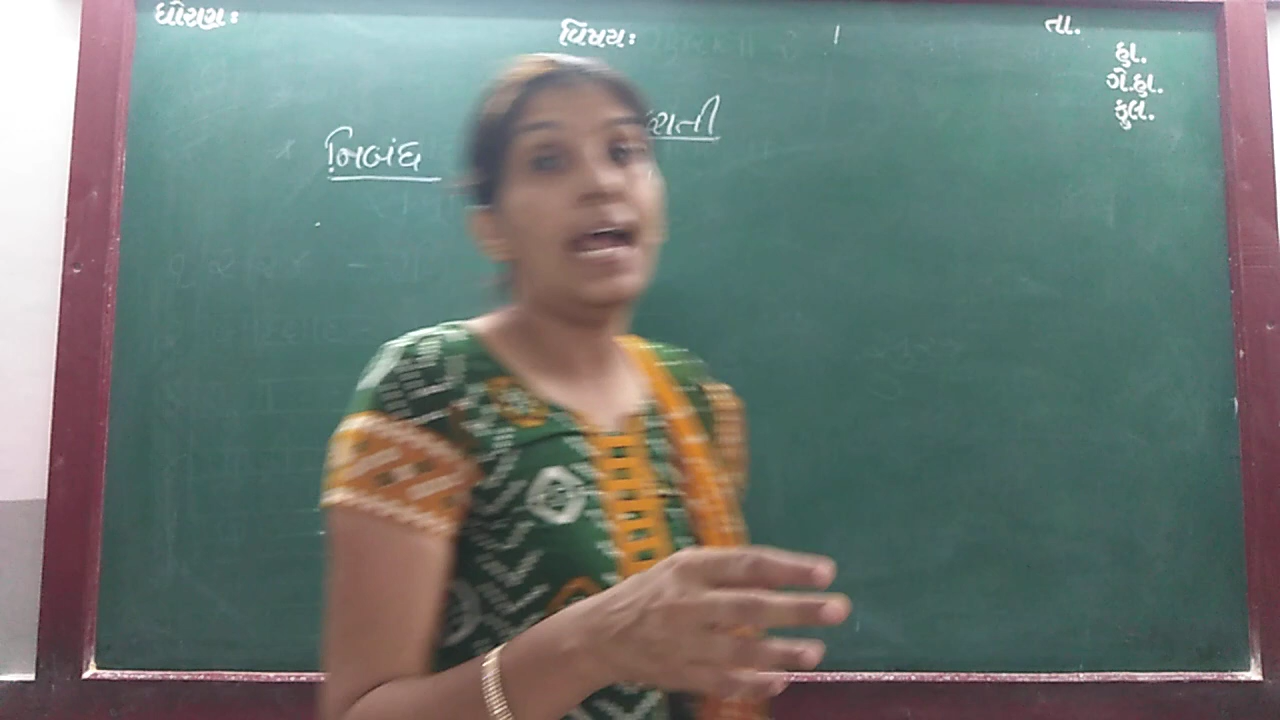 ધોરણ:
વિષય:
તા.
હા.
ગે.હા.
કુલ.
નિબંધ